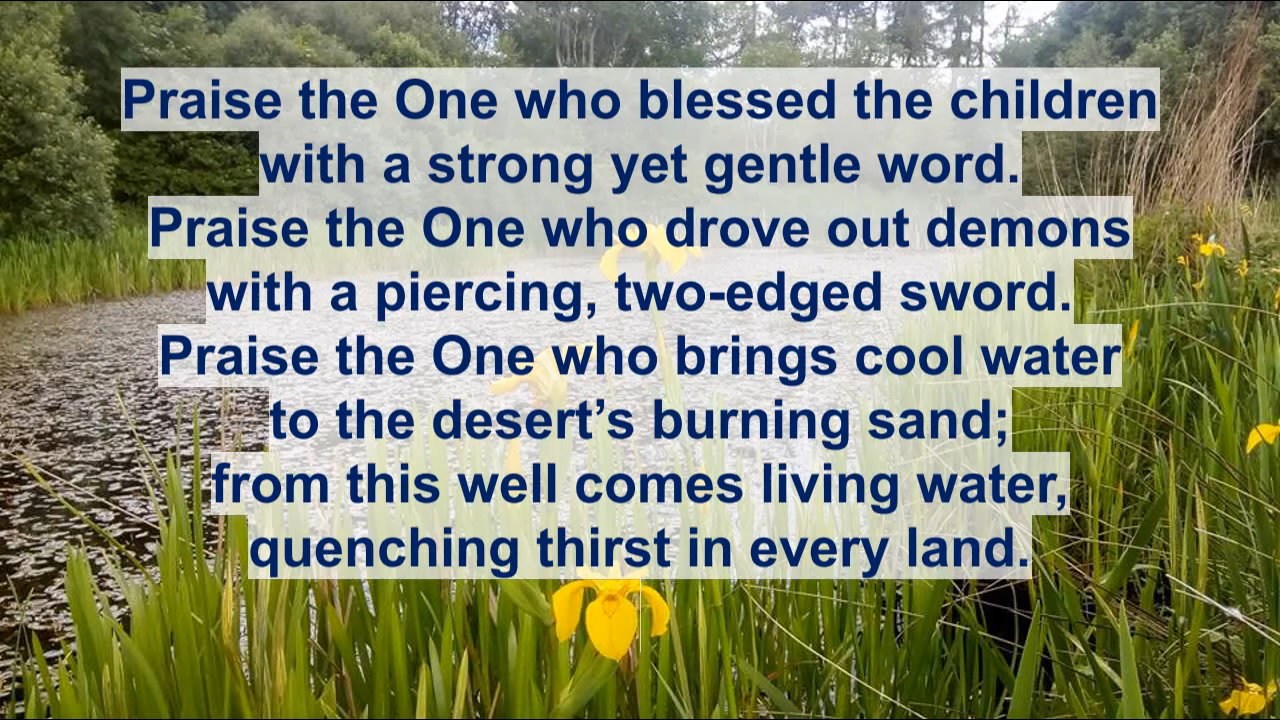 Praise the One who blessed the children
with a strong yet gentle word.
Praise the One who drove out demons
with a piercing, two-edged sword.
Praise the One who brings cool water
to the desert’s burning sand;
from this well comes living water,
quenching thirst in every land.